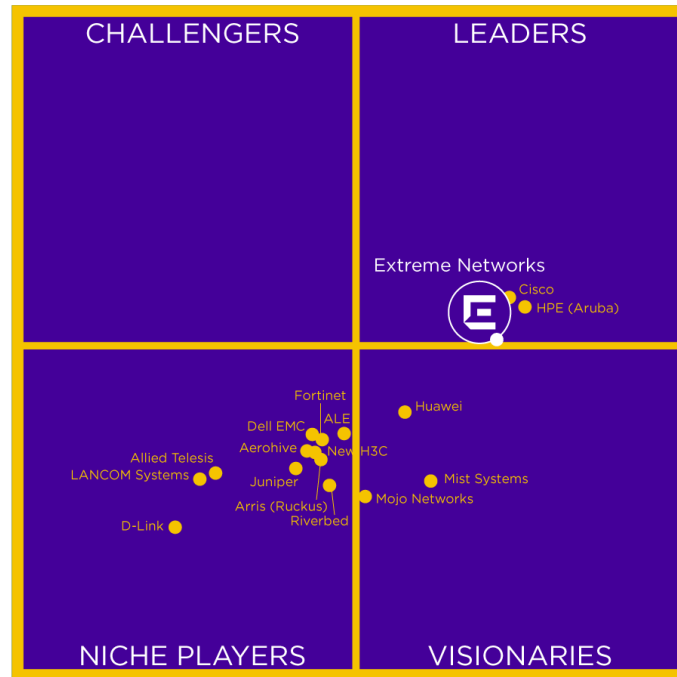 CHALLENGERS
LEADERS
Extreme Networks
Cisco
HPE (Aruba)
E
Fortinet
Huawei
ALE
Dell EMC
Aerohive
New H3C
Allied Telesis
LANCOM Systems
Juniper
Mist Systems
Arris (Ruckus)
Mojo Networks
Riverbed
D-Link
NICHE PLAYERS
VISIONARIES